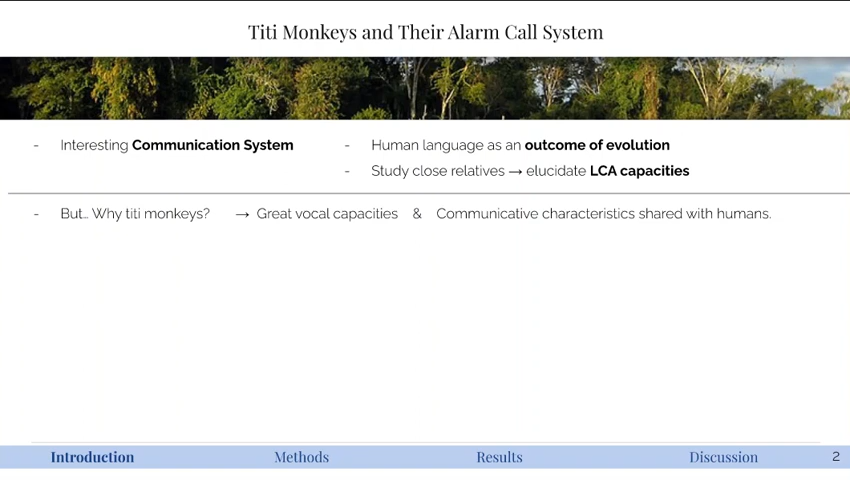 Titi Monkeys and Their Alarm Call System
- Interesting Communication System
- Human language as an outcome of evolution
- Study close relatives → elucidate LCA capacities
- But… Why titi monkeys? → Great vocal capacities & Communicative characteristics shared with humans.
Introduction Methods Results Discussion 2